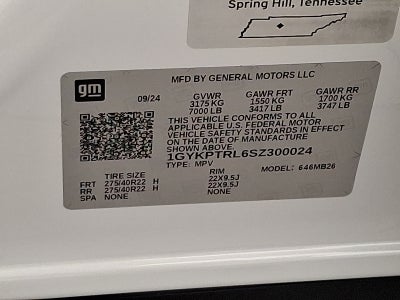 Spring Hill, Tennessee
gm
MFD BY GENERAL MOTORS LLC
09/24 GVWR GAWR FRT GAWR RR
3175 KG 1550 KG 1700 KG
7000 LB 3417 LB 3747 LB
THIS VEHICLE CONFORMS TO ALL
APPLICABLE U.S. FEDERAL MOTOR
VEHICLE SAFETY STANDARDS IN EFFECT
ON THE DATE OF MANUFACTURE
SHOWN ABOVE.
1GYKPTRL6SZ300024
TYPE: MPV MODEL: 646MB26
TIRE SIZE RIM
FRT 275/40R22 H 22X9.5J
RR 275/40R22 H 22X9.5J
SPA NONE NONE